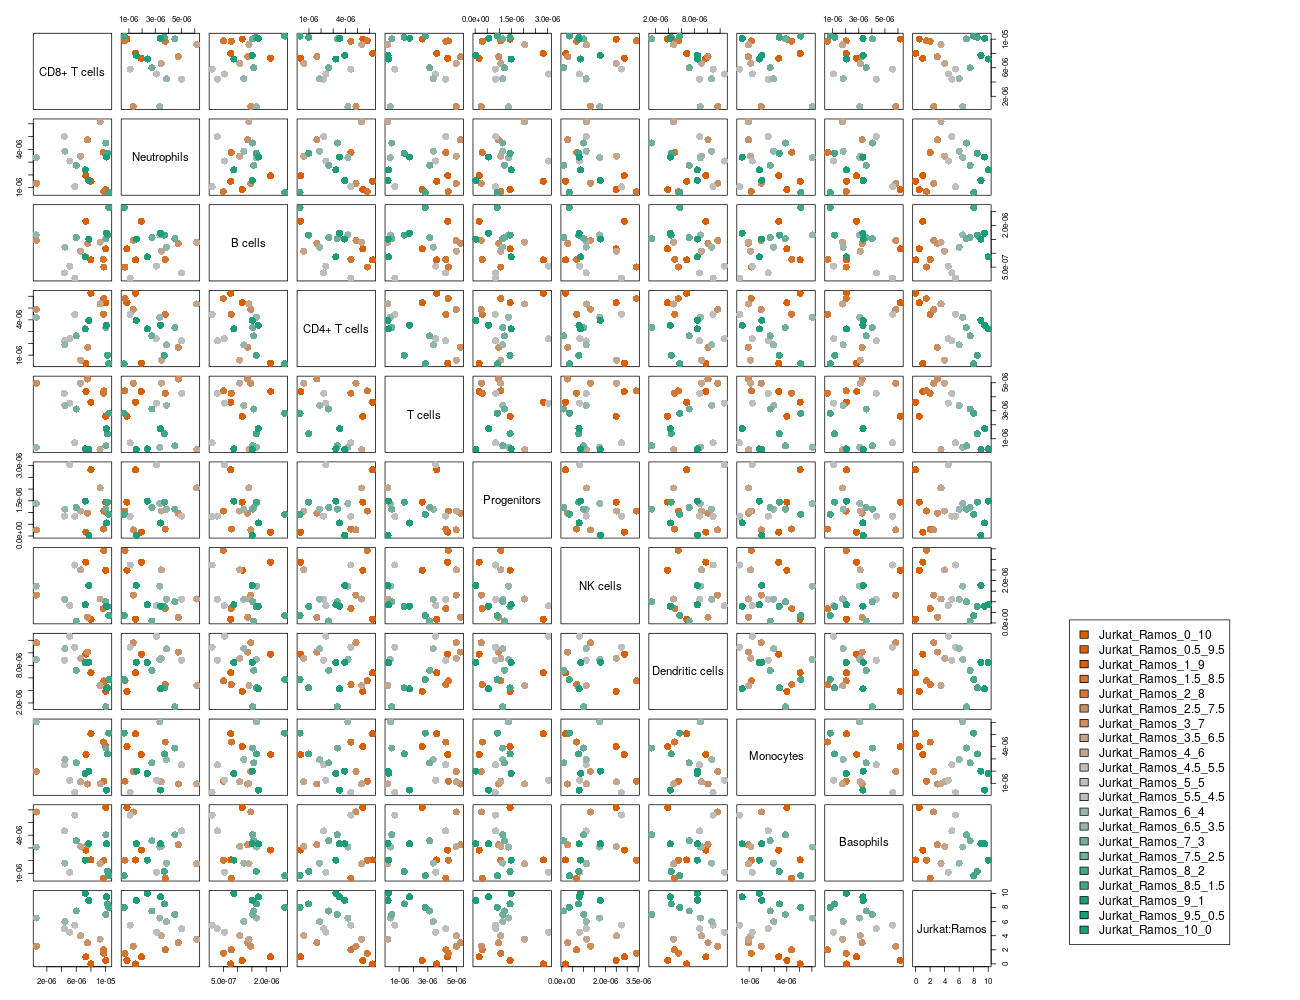 1e-06 3e-06 5e-06 1e-06 4e-06 0.0e+00 1.5e-06 3.0e-06 2.0e-06 8.0e-06 1e-06 3e-06 5e-06
CD8+ T cells 2e-06 6e-06 1e-05
1e-06 4e-06 Neutrophils
B cells 5.0e-07 2.0e-06
1e-06 4e-06 CD4+ T cells
T cells 1e-06 3e-06 5e-06
0.0e+00 1.5e-06 3.0e-06 Progenitors
NK cells 0.0e+00 2.0e-06
2.0e-06 8.0e-06 Dendritic cells
Monocytes 1e-06 4e-06
1e-06 4e-06 Basophils
Jurkat:Ramos 0 2 4 6 8 10
2e-06 6e-06 1e-05 5.0e-07 2.0e-06 1e-06 3e-06 5e-06 0.0e+00 2.0e-06 3.5e-06 1e-06 4e-06 0 2 4 6 8 10
Jurkat_Ramos_0_10
Jurkat_Ramos_0.5_9.5
Jurkat_Ramos_1_9
Jurkat_Ramos_1.5_8.5
Jurkat_Ramos_2_8
Jurkat_Ramos_2.5_7.5
Jurkat_Ramos_3_7
Jurkat_Ramos_3.5_6.5
Jurkat_Ramos_4_6
Jurkat_Ramos_4.5_5.5
Jurkat_Ramos_5_5
Jurkat_Ramos_5.5_4.5
Jurkat_Ramos_6_4
Jurkat_Ramos_6.5_3.5
Jurkat_Ramos_7_3
Jurkat_Ramos_7.5_2.5
Jurkat_Ramos_8_2
Jurkat_Ramos_8.5_1.5
Jurkat_Ramos_9_1
Jurkat_Ramos_9.5_0.5
Jurkat_Ramos_10_0